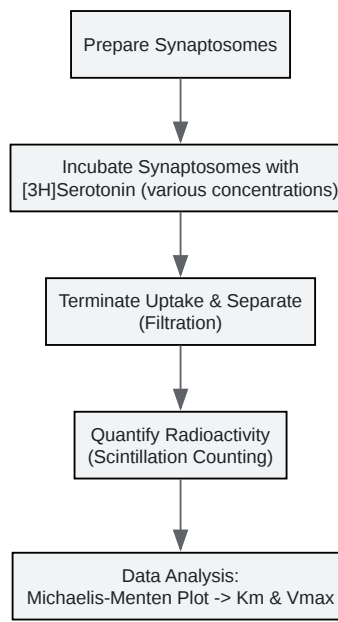 Prepare Synaptosomes
Incubate Synaptosomes with
[3H]Serotonin (various concentrations)
Terminate Uptake & Separate
(Filtration)
Quantify Radioactivity
(Scintillation Counting)
Data Analysis:
Michaelis-Menten Plot -> Km & Vmax